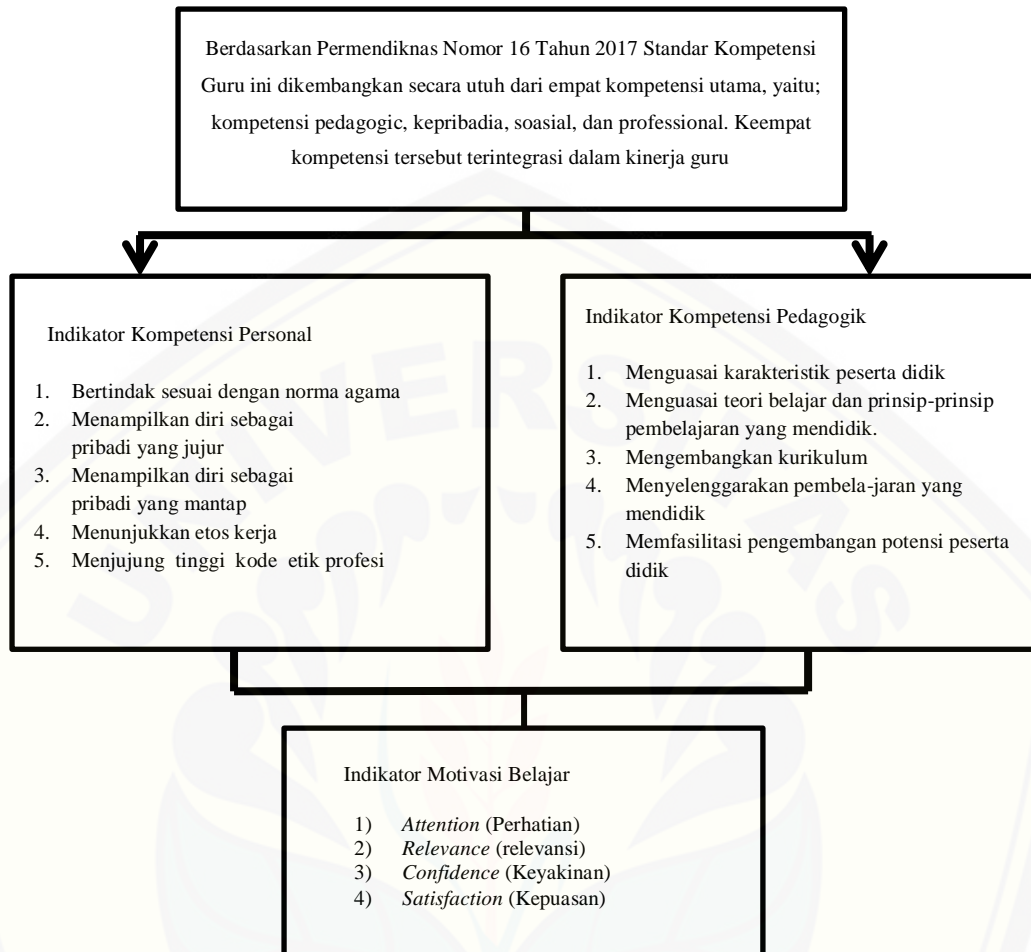 Berdasarkan Permendiknas Nomor 16 Tahun 2017 Standar Kompetensi
Guru ini dikembangkan secara utuh dari empat kompetensi utama, yaitu;
kompetensi pedagogic, kepribadia, soasial, dan professional. Keempat
kompetensi tersebut terintegrasi dalam kinerja guru
Indikator Kompetensi Personal
1. Bertindak sesuai dengan norma agama
2. Menampilkan diri sebagai
pribadi yang jujur
3. Menampilkan diri sebagai
pribadi yang mantap
4. Menunjukkan etos kerja
5. Menjujung tinggi kode etik profesi
Indikator Kompetensi Pedagogik
1. Menguasai karakteristik peserta didik
2. Menguasai teori belajar dan prinsip-prinsip
pembelajaran yang mendidik.
3. Mengembangkan kurikulum
4. Menyelenggarakan pembela-jaran yang
mendidik
5. Memfasilitasi pengembangan potensi peserta
didik
Indikator Motivasi Belajar
1) Attention (Perhatian)
2) Relevance (relevansi)
3) Confidence (Keyakinan)
4) Satisfaction (Kepuasan)
UNIVERSITAS